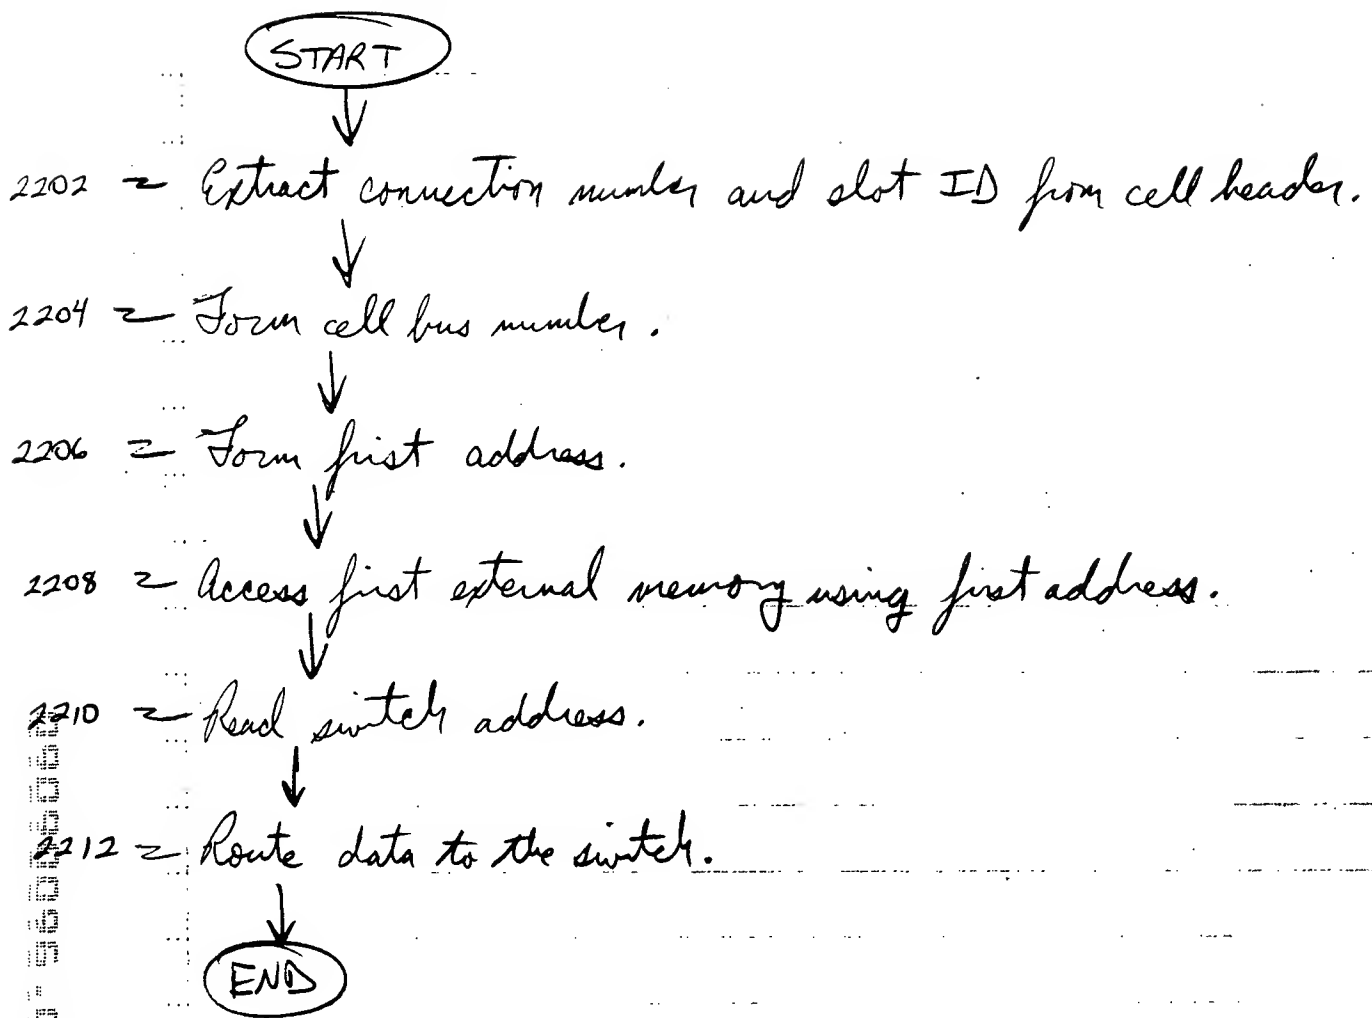 START
2202 Extract connection number and slot ID from cell header.
2204 Form cell bus number.
2206 Form first address.
2208 Access first external memory using first address.
2210 Read switch address.
2212 Route data to the switch.
END